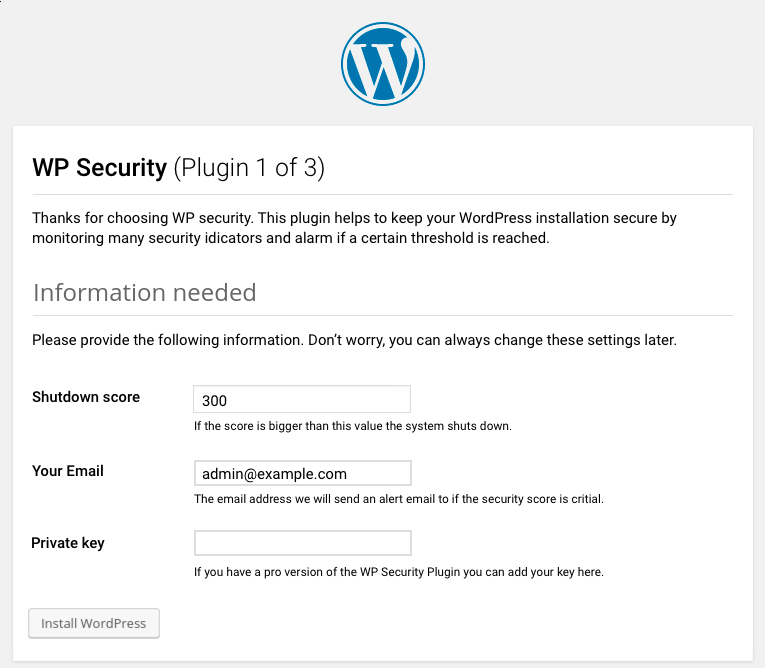 WP Security (Plugin 1 of 3)
Thanks for choosing WP security. This plugin helps to keep your WordPress installation secure by
monitoring many security idicators and alarm if a certain threshold is reached.
Information needed
Please provide the following information. Don’t worry, you can always change these settings later.
Shutdown score
300
If the score is bigger than this value the system shuts down.
Your Email
admin@example.com
The email address we will send an alert email to if the security score is critial.
Private key
If you have a pro version of the WP Security Plugin you can add your key here.
Install WordPress